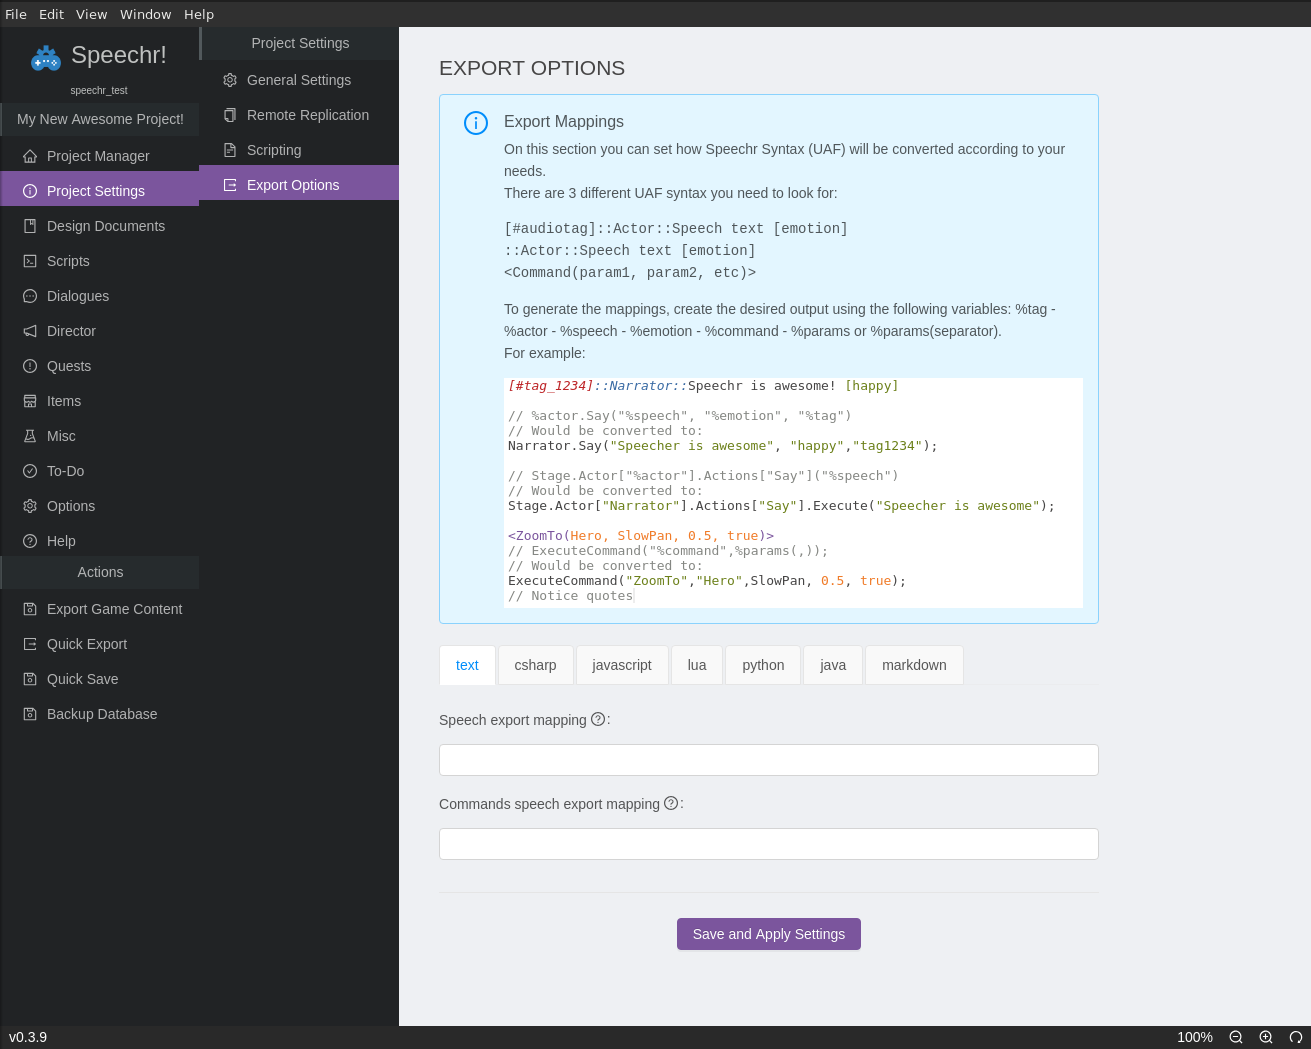 File Edit View Window Help
Speechr!
speechr_test
My New Awesome Project!
Project Manager
Project Settings
Design Documents
Scripts
Dialogues
Director
Quests
Items
Misc
To-Do
Options
Help
Actions
Export Game Content
Quick Export
Quick Save
Backup Database
Project Settings
General Settings
Remote Replication
Scripting
Export Options
EXPORT OPTIONS
Export Mappings
On this section you can set how Speechr Syntax (UAF) will be converted according to your
needs.
There are 3 different UAF syntax you need to look for:
[#audiotag]::Actor::Speech text [emotion]
::Actor::Speech text [emotion]
<Command(param1, param2, etc)>
To generate the mappings, create the desired output using the following variables: %tag -
%actor - %speech - %emotion - %command - %params or %params(separator).
For example:
[#tag_1234]::Narrator::Speechr is awesome! [happy]
// %actor.Say("%speech", "%emotion", "%tag")
// Would be converted to:
Narrator.Say("Speecher is awesome", "happy","tag1234");
// Stage.Actor["%actor"].Actions["Say"]("%speech")
// Would be converted to:
Stage.Actor["Narrator"].Actions["Say"].Execute("Speecher is awesome");
<ZoomTo(Hero, SlowPan, 0.5, true)>
// ExecuteCommand("%command",%params(,));
// Would be converted to:
ExecuteCommand("ZoomTo","Hero",SlowPan, 0.5, true);
// Notice quotes
text csharp javascript lua python java markdown
Speech export mapping :
Commands speech export mapping :
Save and Apply Settings
v0.3.9
100%